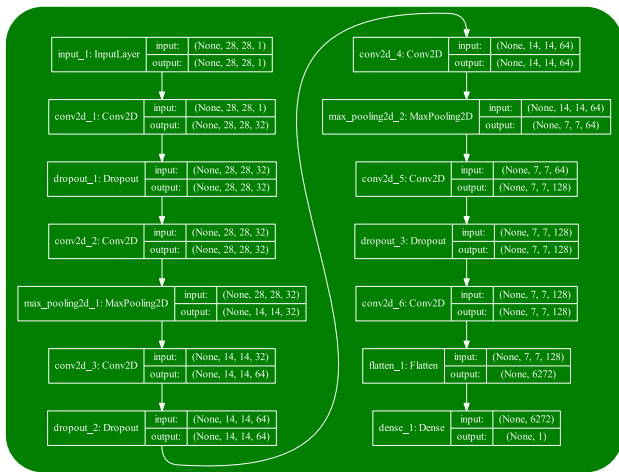 input_1: InputLayer
input: (None, 28, 28, 1)
output: (None, 28, 28, 1)
conv2d_1: Conv2D
input: (None, 28, 28, 1)
output: (None, 28, 28, 32)
dropout_1: Dropout
input: (None, 28, 28, 32)
output: (None, 28, 28, 32)
conv2d_2: Conv2D
input: (None, 28, 28, 32)
output: (None, 28, 28, 32)
max_pooling2d_1: MaxPooling2D
input: (None, 28, 28, 32)
output: (None, 14, 14, 32)
conv2d_3: Conv2D
input: (None, 14, 14, 32)
output: (None, 14, 14, 64)
dropout_2: Dropout
input: (None, 14, 14, 64)
output: (None, 14, 14, 64)
conv2d_4: Conv2D
input: (None, 14, 14, 64)
output: (None, 14, 14, 64)
max_pooling2d_2: MaxPooling2D
input: (None, 14, 14, 64)
output: (None, 7, 7, 64)
conv2d_5: Conv2D
input: (None, 7, 7, 64)
output: (None, 7, 7, 128)
dropout_3: Dropout
input: (None, 7, 7, 128)
output: (None, 7, 7, 128)
conv2d_6: Conv2D
input: (None, 7, 7, 128)
output: (None, 7, 7, 128)
flatten_1: Flatten
input: (None, 7, 7, 128)
output: (None, 6272)
dense_1: Dense
input: (None, 6272)
output: (None, 1)